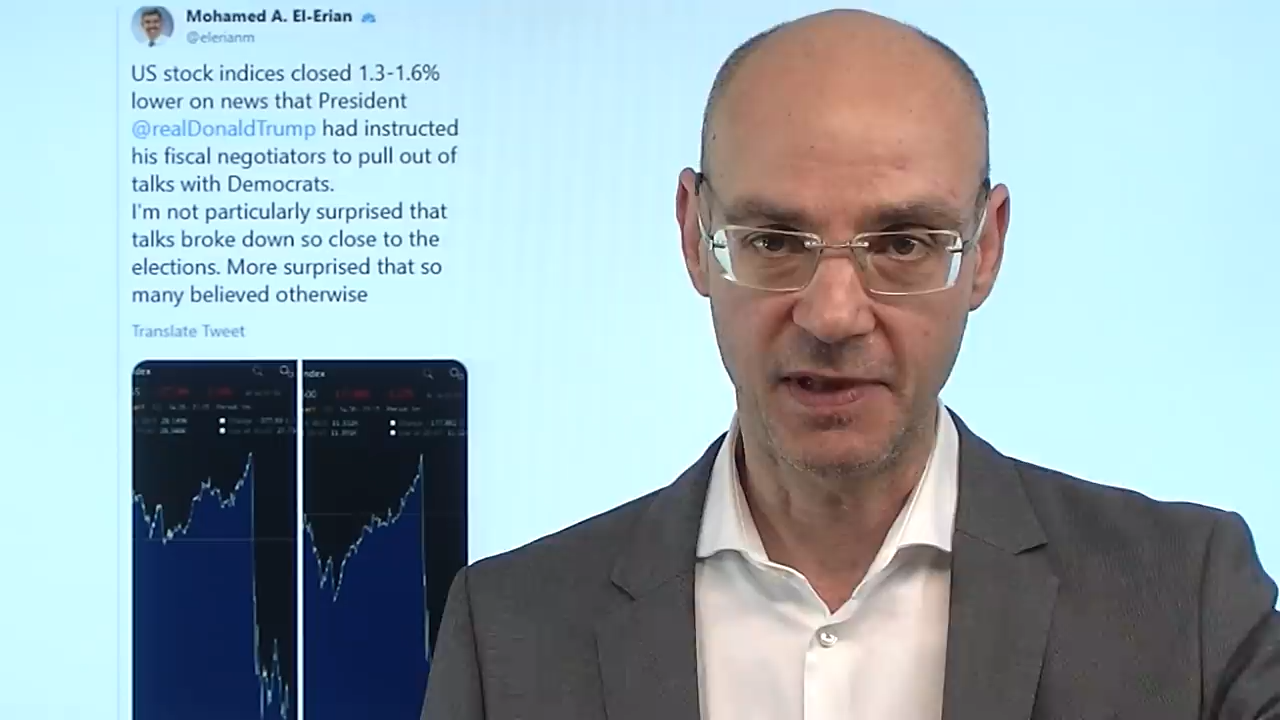 Mohamed A. El-Erian
@elerianm
US stock indices closed 1.3-1.6%
lower on news that President
@realDonaldTrump had instructed
his fiscal negotiators to pull out of
talks with Democrats.
I'm not particularly surprised that
talks broke down so close to the
elections. More surprised that so
many believed otherwise
Translate Tweet
dex
ndex